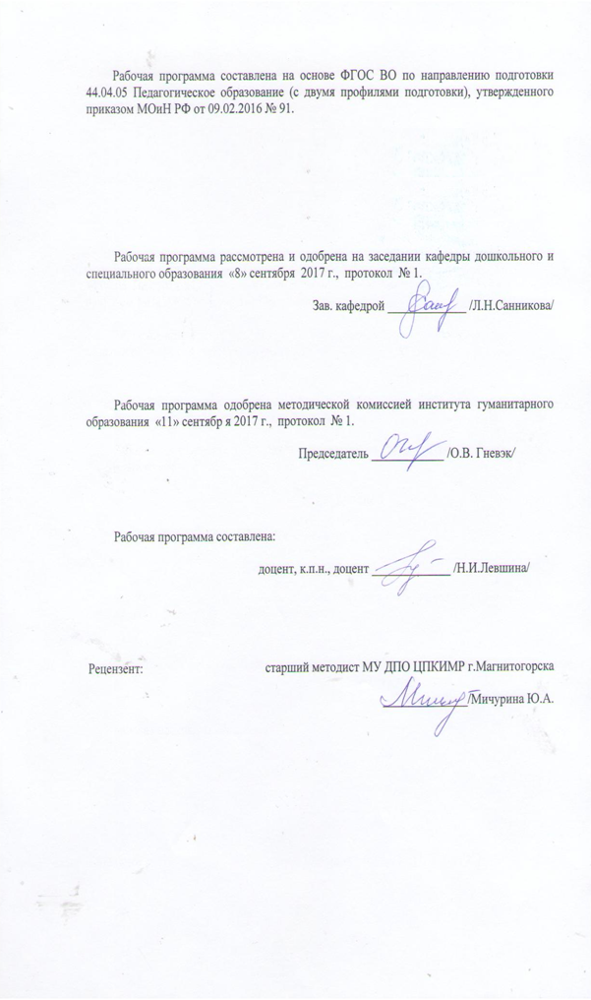 Рабочая программа составлена на основе ФГОС ВО по направлению подготовки
44.04.05 Педагогическое образование (с двумя профилями подготовки), утвержденного
приказом МОиН РФ от 09.02.2016 № 91.
Рабочая программа рассмотрена и одобрена на заседании кафедры дошкольного и
специального образования «8» сентября 2017 г., протокол № 1.
Зав. кафедрой ____________ /Л.Н.Санникова/
Рабочая программа одобрена методической комиссией института гуманитарного
образования «11» сентябр я 2017 г., протокол № 1.
Председатель ___________ /О.В. Гневэк/
Рабочая программа составлена:
доцент, к.п.н., доцент ____________ /Н.И.Левшина/
Рецензент: старший методист МУ ДПО ЦПКИМР г.Магнитогорска
_____________/Мичурина Ю.А.